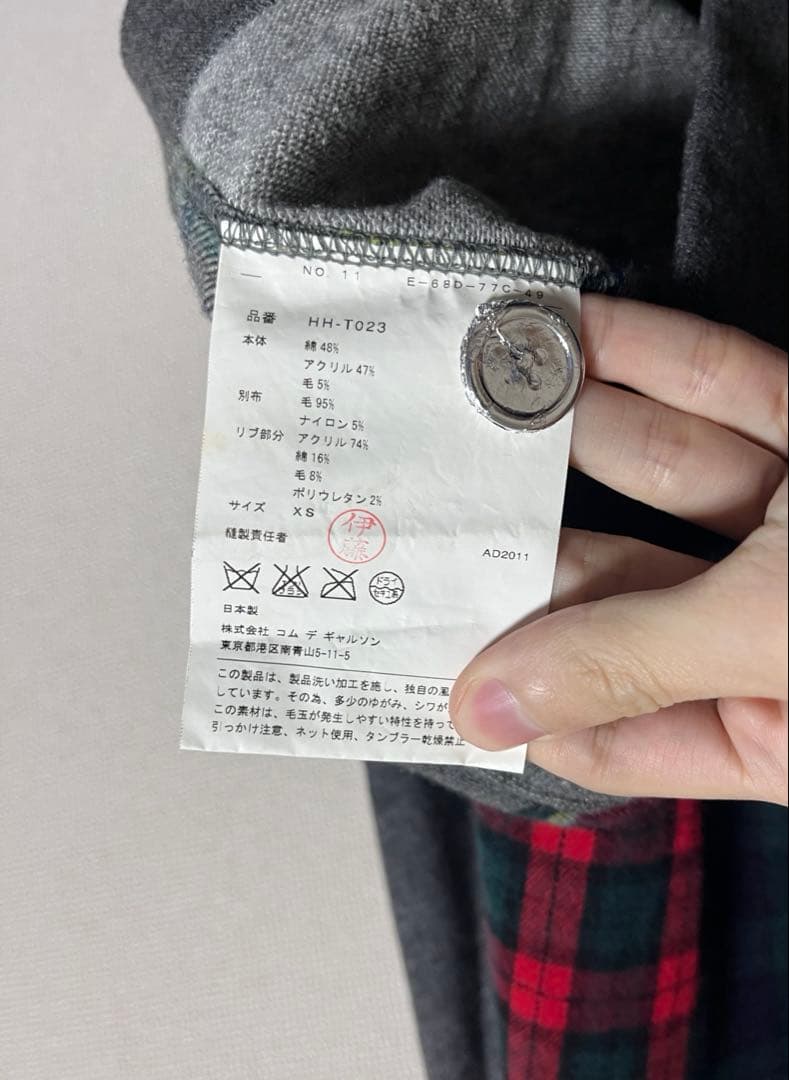 NO. 11 E-68D-77C-49
品番 HH-T023
本体 綿 48%
アクリル 47%
毛 5%
別布 毛 95%
ナイロン 5%
リブ部分 アクリル 74%
綿 16%
毛 8%
ポリウレタン 2%
サイズ XS
縫製責任者 伊藤
AD2011
ドライ
セキユ系
日本製
株式会社 コム デ ギャルソン
東京都港区南青山5-11-5
この製品は、製品洗い加工を施し、独自の風
しています。その為、多少のゆがみ、シワが
この素材は、毛玉が発生しやすい特性を持って
引っかけ注意、ネット使用、タンブラー乾燥禁止